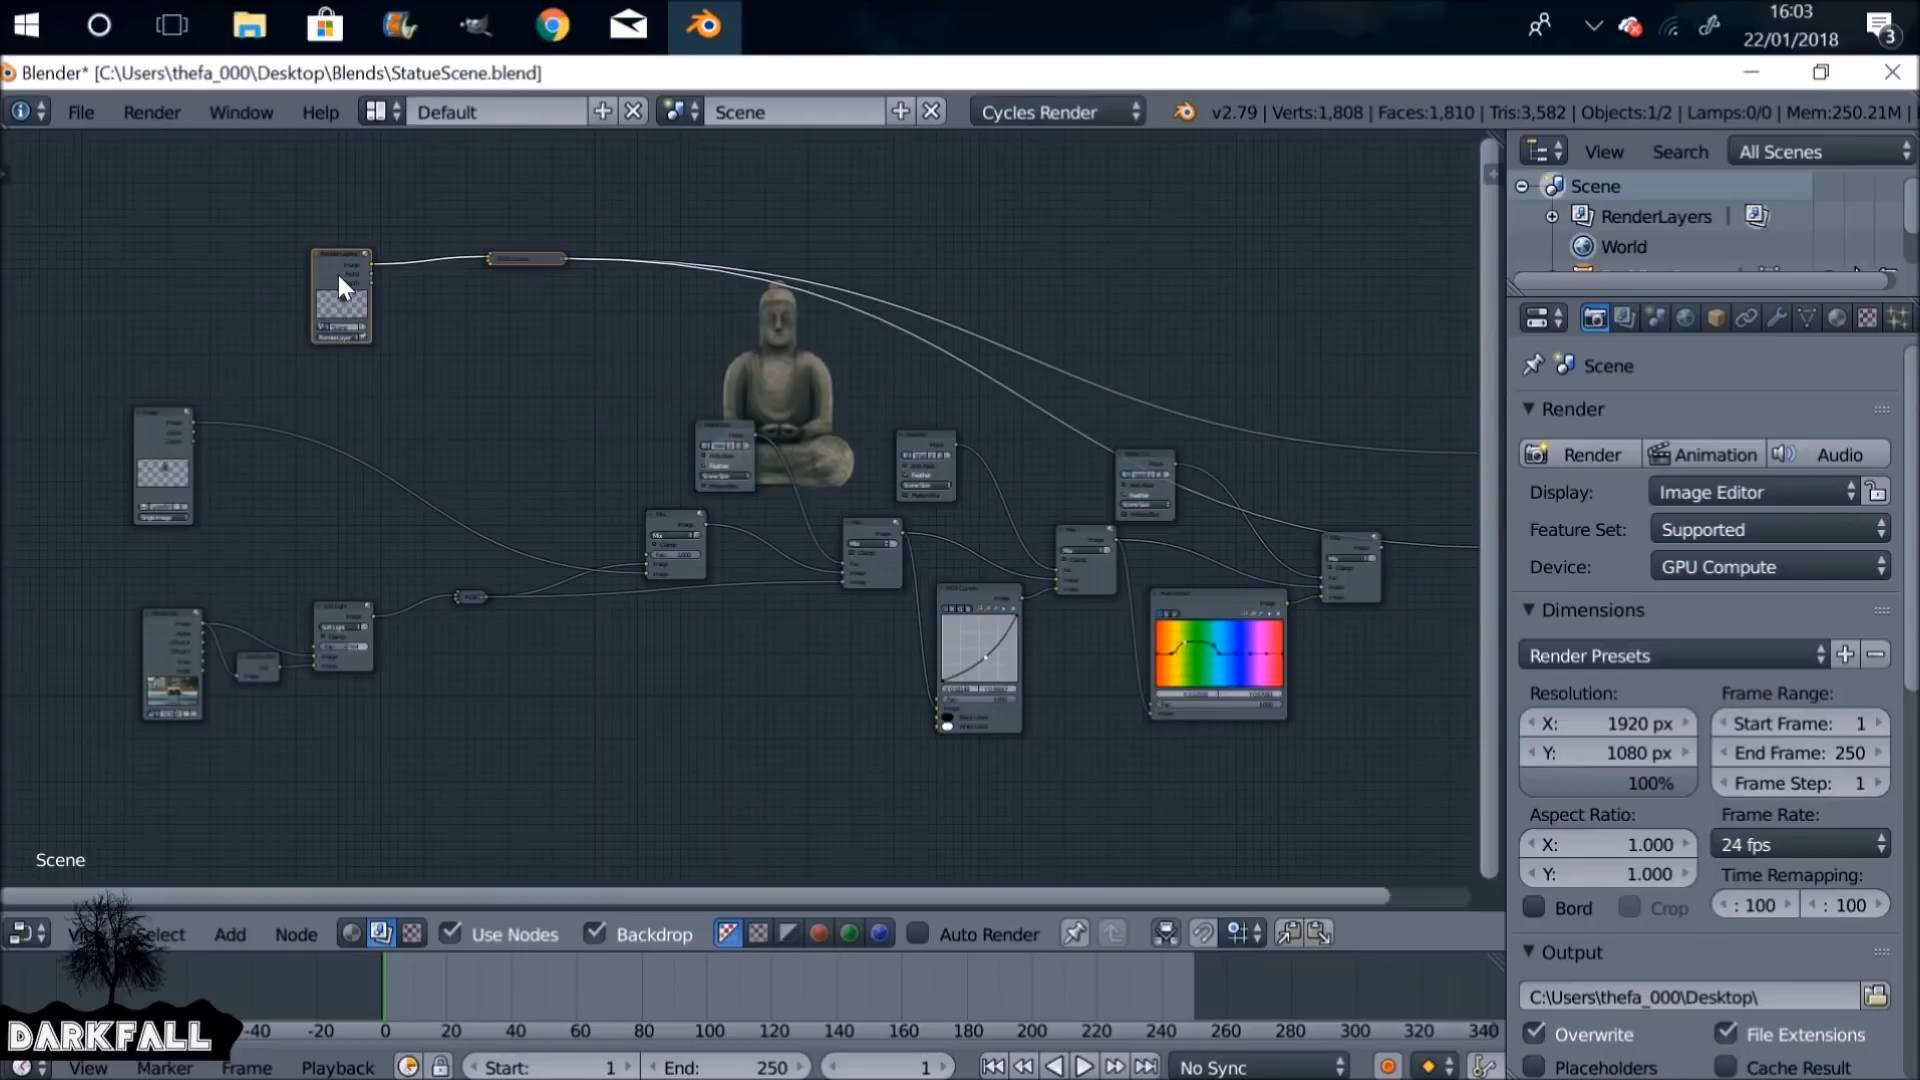 16:03
22/01/2018
3
Blender* [C:\Users\thefa_000\Desktop\Blends\StatueScene.blend]
File Render Window Help Default Scene Cycles Render v2.79 | Verts:1,808 | Faces:1,810 | Tris:3,582 | Objects:1/2 | Lamps:0/0 | Mem:250.21M |
View Search All Scenes
Scene
RenderLayers
World
Scene
Render
Render Animation Audio
Display: Image Editor
Feature Set: Supported
Device: GPU Compute
Dimensions
Render Presets
Resolution: Frame Range:
X: 1920 px Start Frame: 1
Y: 1080 px End Frame: 250
100% Frame Step: 1
Aspect Ratio: Frame Rate:
X: 1.000 24 fps
Y: 1.000 Time Remapping:
Bord Crop : 100 : 100
Output
C:\Users\thefa_000\Desktop\
Overwrite File Extensions
Placeholders Cache Result
Scene
Select Add Node Use Nodes Backdrop Auto Render
-40 -20 0 20 40 60 80 100 120 140 160 180 200 220 240 260 280 300 320 340
DARKFALL
View Marker Frame Playback Start: 1 End: 250 1 No Sync